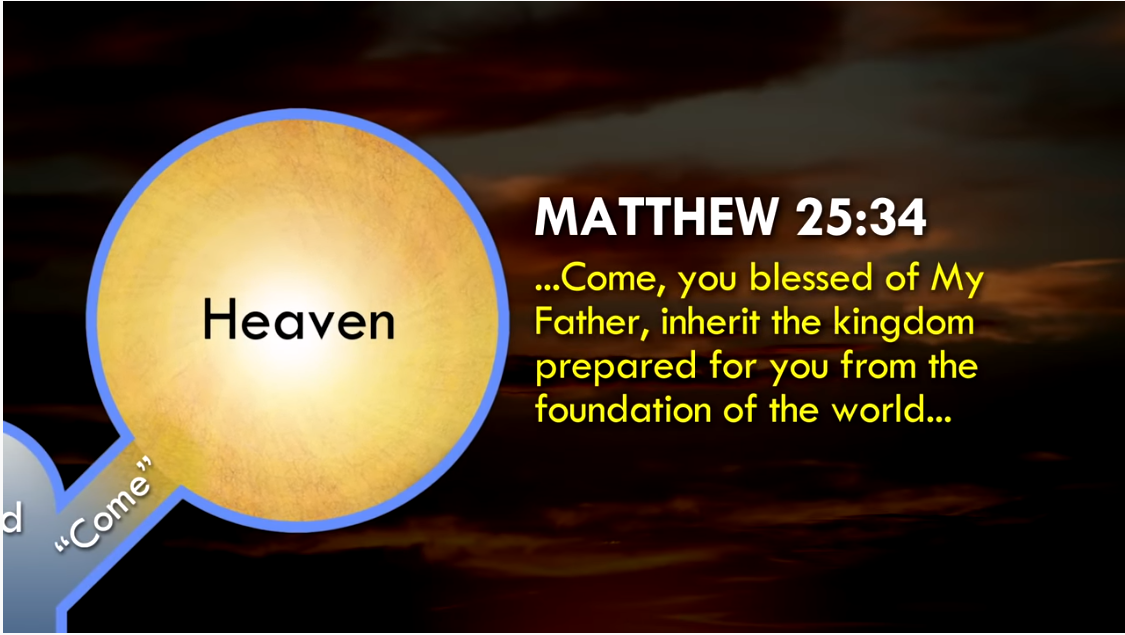 MATTHEW 25:34
...Come, you blessed of My
Father, inherit the kingdom
prepared for you from the
foundation of the world...
Heaven
“Come”
d